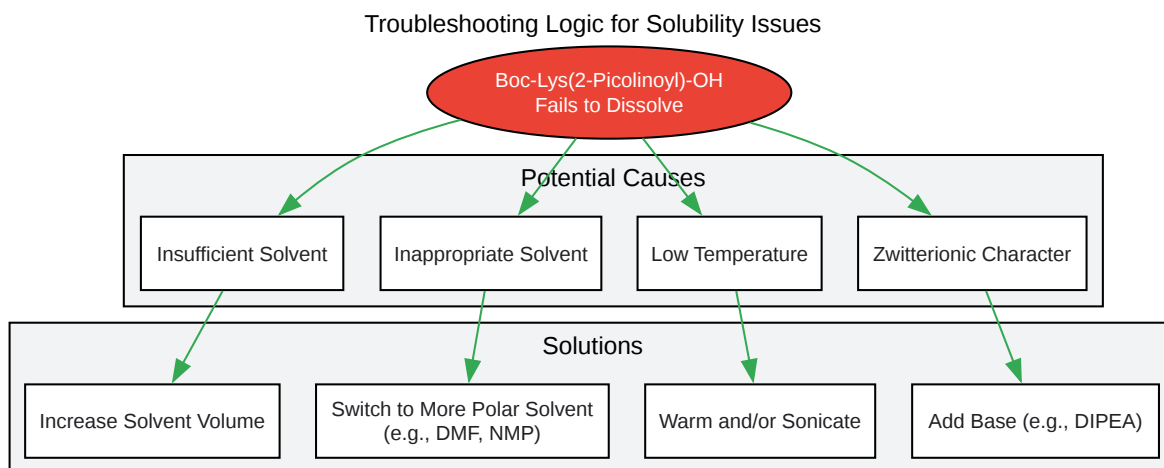 Troubleshooting Logic for Solubility Issues
Boc-Lys(2-Picolinoyl)-OH
Fails to Dissolve
Potential Causes
Insufficient Solvent
Inappropriate Solvent
Low Temperature
Zwitterionic Character
Solutions
Increase Solvent Volume
Switch to More Polar Solvent
(e.g., DMF, NMP)
Warm and/or Sonicate
Add Base (e.g., DIPEA)